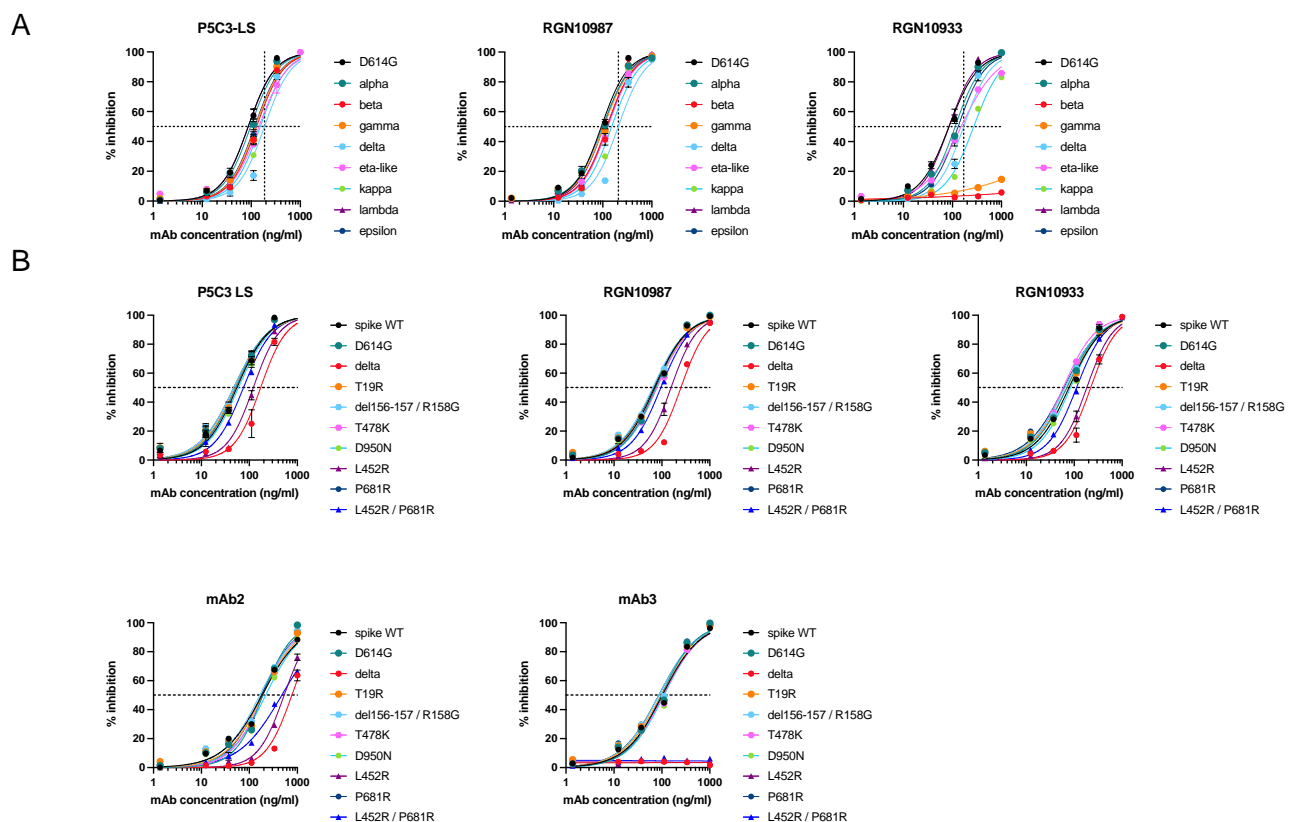 A
P5C3-LS
RGN10987
RGN10933
% inhibition
100
80
60
40
20
0
1
10
100
1000
mAb concentration (ng/ml)
D614G
alpha
beta
gamma
delta
eta-like
kappa
lambda
epsilon
% inhibition
100
80
60
40
20
0
1
10
100
1000
mAb concentration (ng/ml)
D614G
alpha
beta
gamma
delta
eta-like
kappa
lambda
epsilon
% inhibition
100
80
60
40
20
0
1
10
100
1000
mAb concentration (ng/ml)
D614G
alpha
beta
gamma
delta
eta-like
kappa
lambda
epsilon
B
P5C3 LS
RGN10987
RGN10933
% inhibition
100
80
60
40
20
0
1
10
100
1000
mAb concentration (ng/ml)
spike WT
D614G
delta
T19R
del156-157 / R158G
T478K
D950N
L452R
P681R
L452R / P681R
% inhibition
100
80
60
40
20
0
1
10
100
1000
mAb concentration (ng/ml)
spike WT
D614G
delta
T19R
del156-157 / R158G
T478K
D950N
L452R
P681R
L452R / P681R
% inhibition
100
80
60
40
20
0
1
10
100
1000
mAb concentration (ng/ml)
spike WT
D614G
delta
T19R
del156-157 / R158G
T478K
D950N
L452R
P681R
L452R / P681R
mAb2
mAb3
% inhibition
100
80
60
40
20
0
1
10
100
1000
mAb concentration (ng/ml)
spike WT
D614G
delta
T19R
del156-157 / R158G
T478K
D950N
L452R
P681R
L452R / P681R
% inhibition
100
80
60
40
20
0
1
10
100
1000
mAb concentration (ng/ml)
spike WT
D614G
delta
T19R
del156-157 / R158G
T478K
D950N
L452R
P681R
L452R / P681R